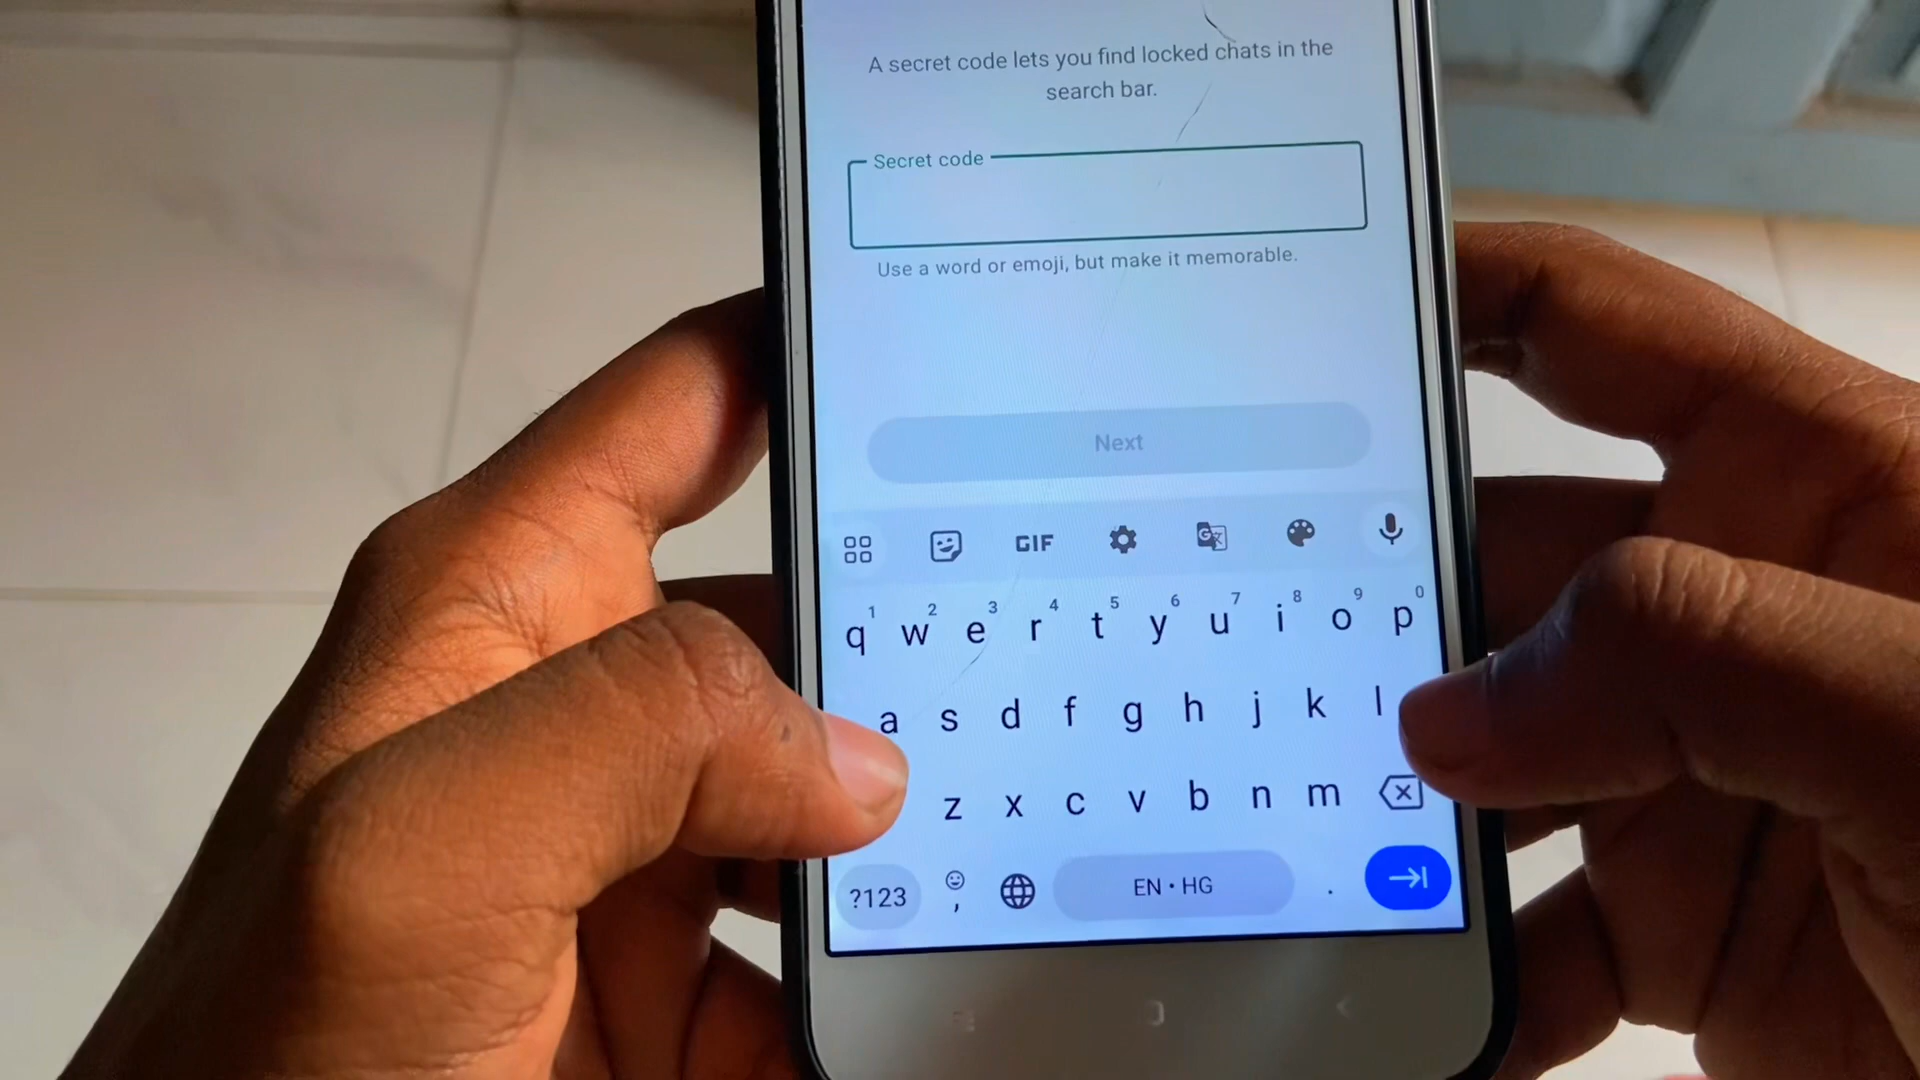 A secret code lets you find locked chats in the
search bar.
Secret code
Use a word or emoji, but make it memorable.
Next
GIF
1 2 3 4 5 6 7 8 9 0
q w e r t y u i o p
a s d f g h j k l
z x c v b n m
?123 , EN • HG .